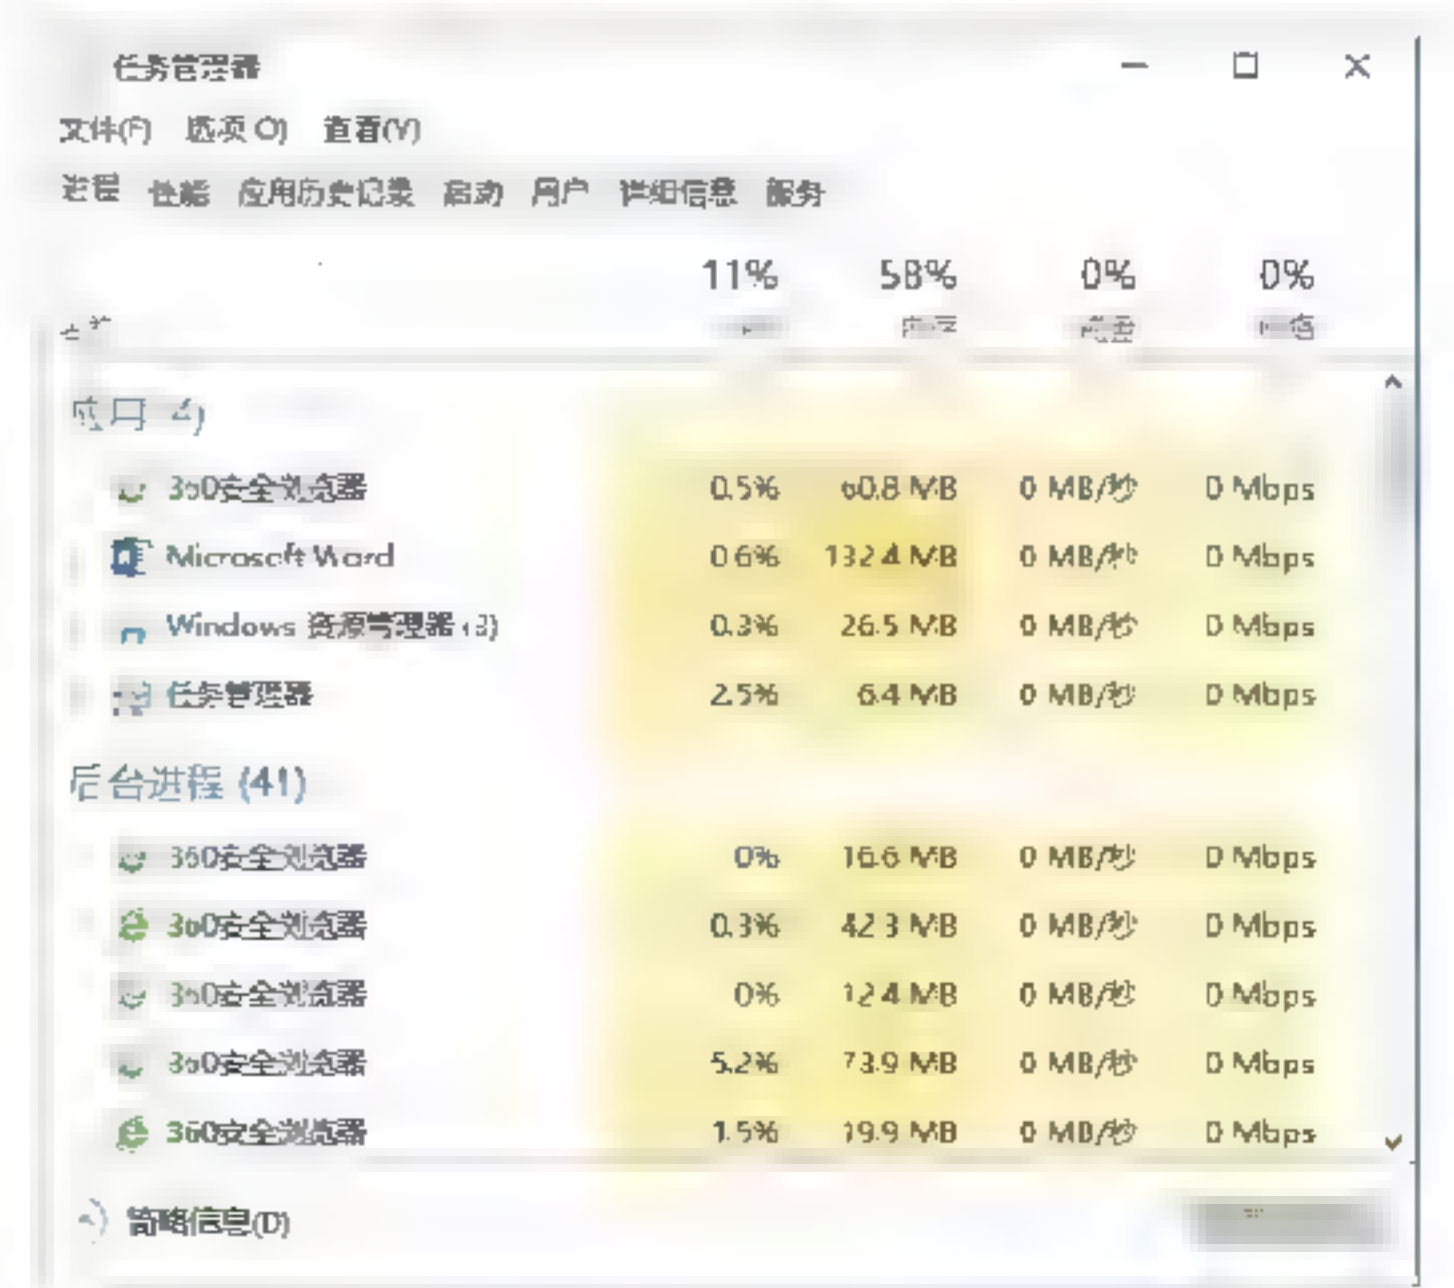 任务管理器
文件(F) 选项(O) 查看(V)
进程 性能 应用历史记录 启动 用户 详细信息 服务
11% 58% 0% 0%
内存 磁盘 网络
应用 (4)
360安全浏览器 0.5% 60.8 MB 0 MB/秒 0 Mbps
Microsoft Word 0.6% 132.4 MB 0 MB/秒 0 Mbps
Windows 资源管理器 (3) 0.3% 26.5 MB 0 MB/秒 0 Mbps
任务管理器 2.5% 6.4 MB 0 MB/秒 0 Mbps
后台进程 (41)
360安全浏览器 0% 16.6 MB 0 MB/秒 0 Mbps
360安全浏览器 0.3% 42.3 MB 0 MB/秒 0 Mbps
360安全浏览器 0% 12.4 MB 0 MB/秒 0 Mbps
360安全浏览器 5.2% 73.9 MB 0 MB/秒 0 Mbps
360安全浏览器 1.5% 19.9 MB 0 MB/秒 0 Mbps
简略信息(D)